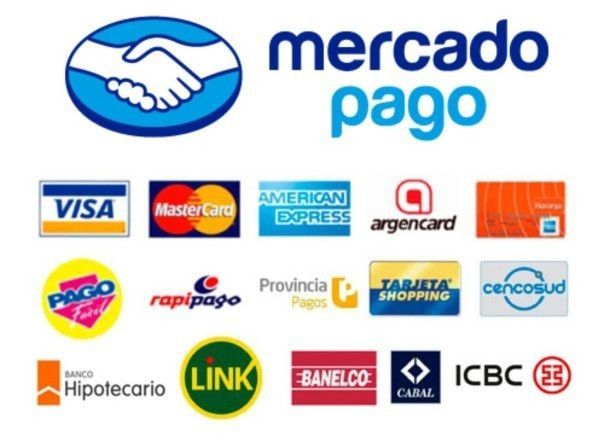 mercado
pago
VISA
MasterCard
AMERICAN
EXPRESS
argencard
Naranja
PAGO
fácil
rapipago
Provincia
Pagos
TARJETA
SHOPPING
cencosud
BANCO
Hipotecario
LiNK
BANELCO
CABAL
ICBC